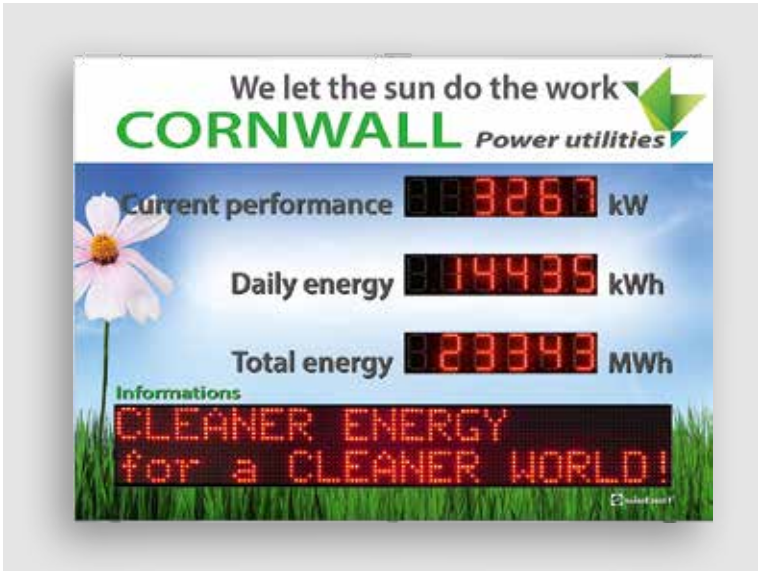 We let the sun do the work
CORNWALL Power utilities
Current performance 3267 kW
Daily energy 14435 kWh
Total energy 23343 MWh
Informations
CLEANER ENERGY
for a CLEANER WORLD!